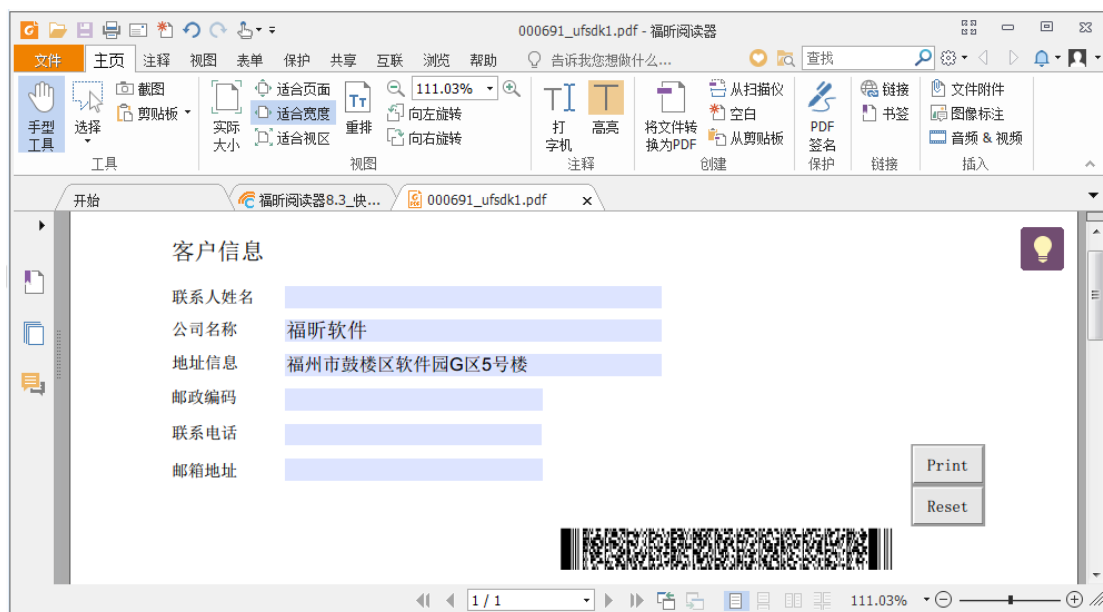 000691_ufsdk1.pdf - 福昕阅读器
文件 主页 注释 视图 表单 保护 共享 互联 浏览 帮助 告诉我您想做什么... 查找
手型工具
选择
截图
剪贴板
工具
实际大小
适合页面
适合宽度
适合视区
重排
111.03%
向左旋转
向右旋转
视图
打字机
高亮
注释
将文件转换为PDF
从扫描仪
空白
从剪贴板
创建
PDF签名
保护
链接
书签
链接
文件附件
图像标注
音频 & 视频
插入
开始
福昕阅读器8.3_快...
000691_ufsdk1.pdf x
客户信息
联系人姓名
公司名称 福昕软件
地址信息 福州市鼓楼区软件园G区5号楼
邮政编码
联系电话
邮箱地址
Print
Reset
1 / 1
111.03%